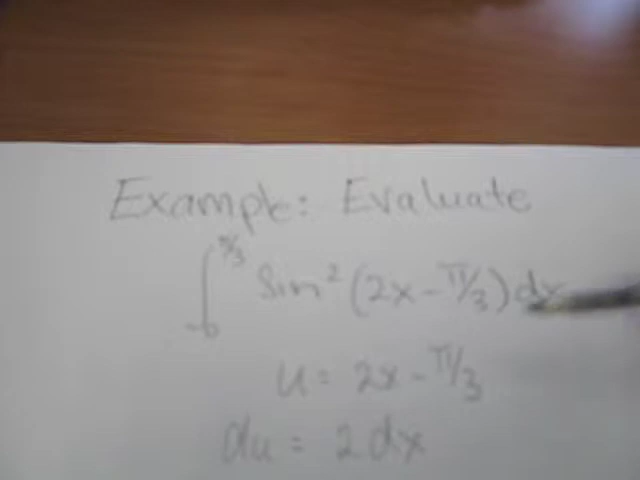 Example: Evaluate
∫₀^(π/3) Sin² (2x - π/3) dx
u = 2x - π/3
du = 2dx